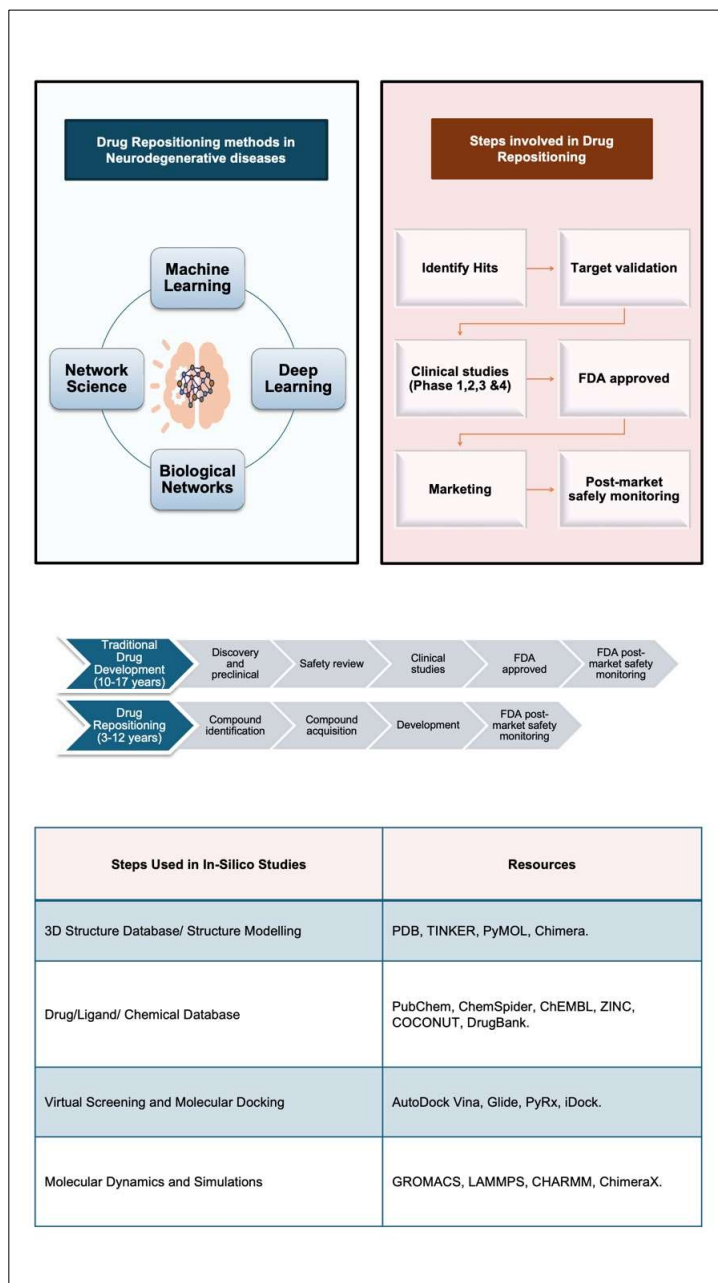 Drug Repositioning methods in
Neurodegenerative diseases
Machine
Learning
Network
Science
Deep
Learning
Biological
Networks
Steps involved in Drug
Repositioning
Identify Hits
Target validation
Clinical studies
(Phase 1,2,3 &4)
FDA approved
Marketing
Post-market
safely monitoring
Traditional
Drug
Development
(10-17 years)
Discovery
and
preclinical
Safety review
Clinical
studies
FDA
approved
FDA post-
market safety
monitoring
Drug
Repositioning
(3-12 years)
Compound
identification
Compound
acquisition
Development
FDA post-
market safety
monitoring
Steps Used in In-Silico Studies
Resources
3D Structure Database/ Structure Modelling
PDB, TINKER, PyMOL, Chimera.
Drug/Ligand/ Chemical Database
PubChem, ChemSpider, ChEMBL, ZINC,
COCONUT, DrugBank.
Virtual Screening and Molecular Docking
AutoDock Vina, Glide, PyRx, iDock.
Molecular Dynamics and Simulations
GROMACS, LAMMPS, CHARMM, ChimeraX.